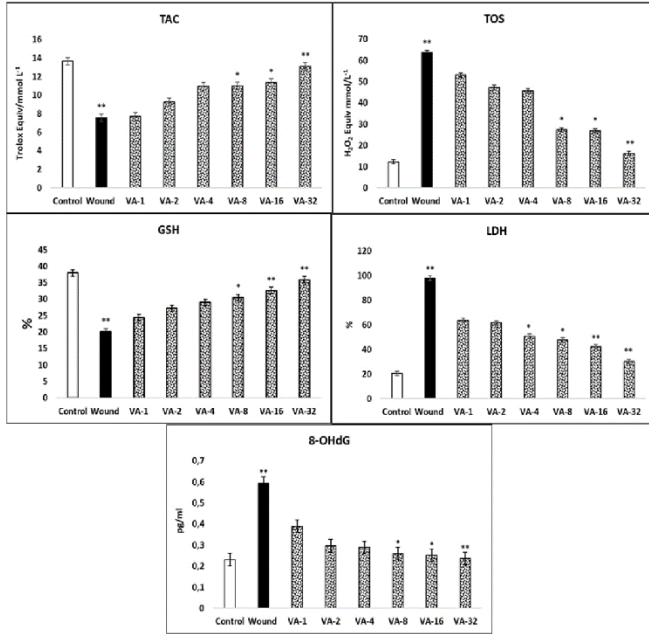 TAC
16
14
12
10
8
6
4
2
0
Trolox Equiv/mmol L⁻¹
** * * **
Control Wound VA-1 VA-2 VA-4 VA-8 VA-16 VA-32
TOS
70
60
50
40
30
20
10
0
H₂O₂ Equiv mmol/L⁻¹
** * * **
Control Wound VA-1 VA-2 VA-4 VA-8 VA-16 VA-32
GSH
45
40
35
30
25
20
15
10
5
0
%
** * ** **
Control Wound VA-1 VA-2 VA-4 VA-8 VA-16 VA-32
LDH
120
100
80
60
40
20
0
%
** * * ** **
Control Wound VA-1 VA-2 VA-4 VA-8 VA-16 VA-32
8-OHdG
0,7
0,6
0,5
0,4
0,3
0,2
0,1
0
pg/ml
** * * **
Control Wound VA-1 VA-2 VA-4 VA-8 VA-16 VA-32